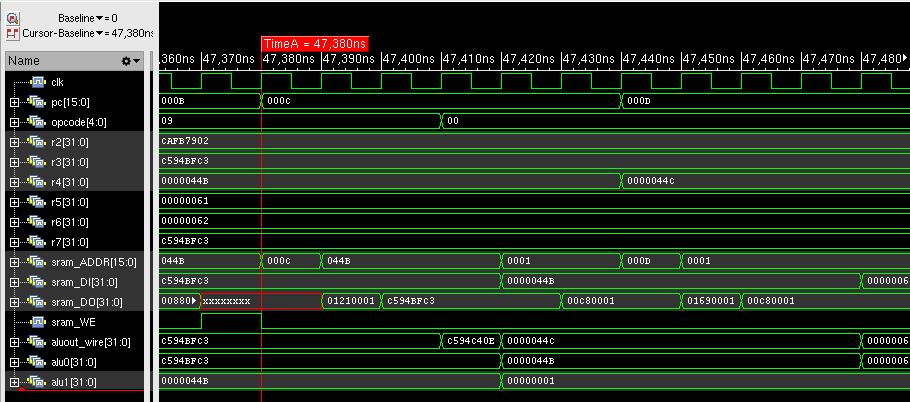 Baseline▼= 0
Cursor-Baseline▼= 47,380ns
TimeA = 47,380ns
,360ns 47,370ns 47,380ns 47,390ns 47,400ns 47,410ns 47,420ns 47,430ns 47,440ns 47,450ns 47,460ns 47,470ns 47,480
Name
clk
pc[15:0] 000B 000C 000D
opcode[4:0] 09 00
r2[31:0] CAFB7902
r3[31:0] C594BFC3
r4[31:0] 0000044B 0000044C
r5[31:0] 00000061
r6[31:0] 00000062
r7[31:0] C594BFC3
sram_ADDR[15:0] 044B 000C 044B 0001 000D 0001
sram_DI[31:0] C594BFC3 0000044B 0000006
sram_DO[31:0] 00880 xxxxxxxx 01210001 C594BFC3 00C80001 01690001 00C80001
sram_WE
aluout_wire[31:0] C594BFC3 C594C40E 0000044C 0000006
alu0[31:0] C594BFC3 0000044B 0000006
alu1[31:0] 0000044B 00000001